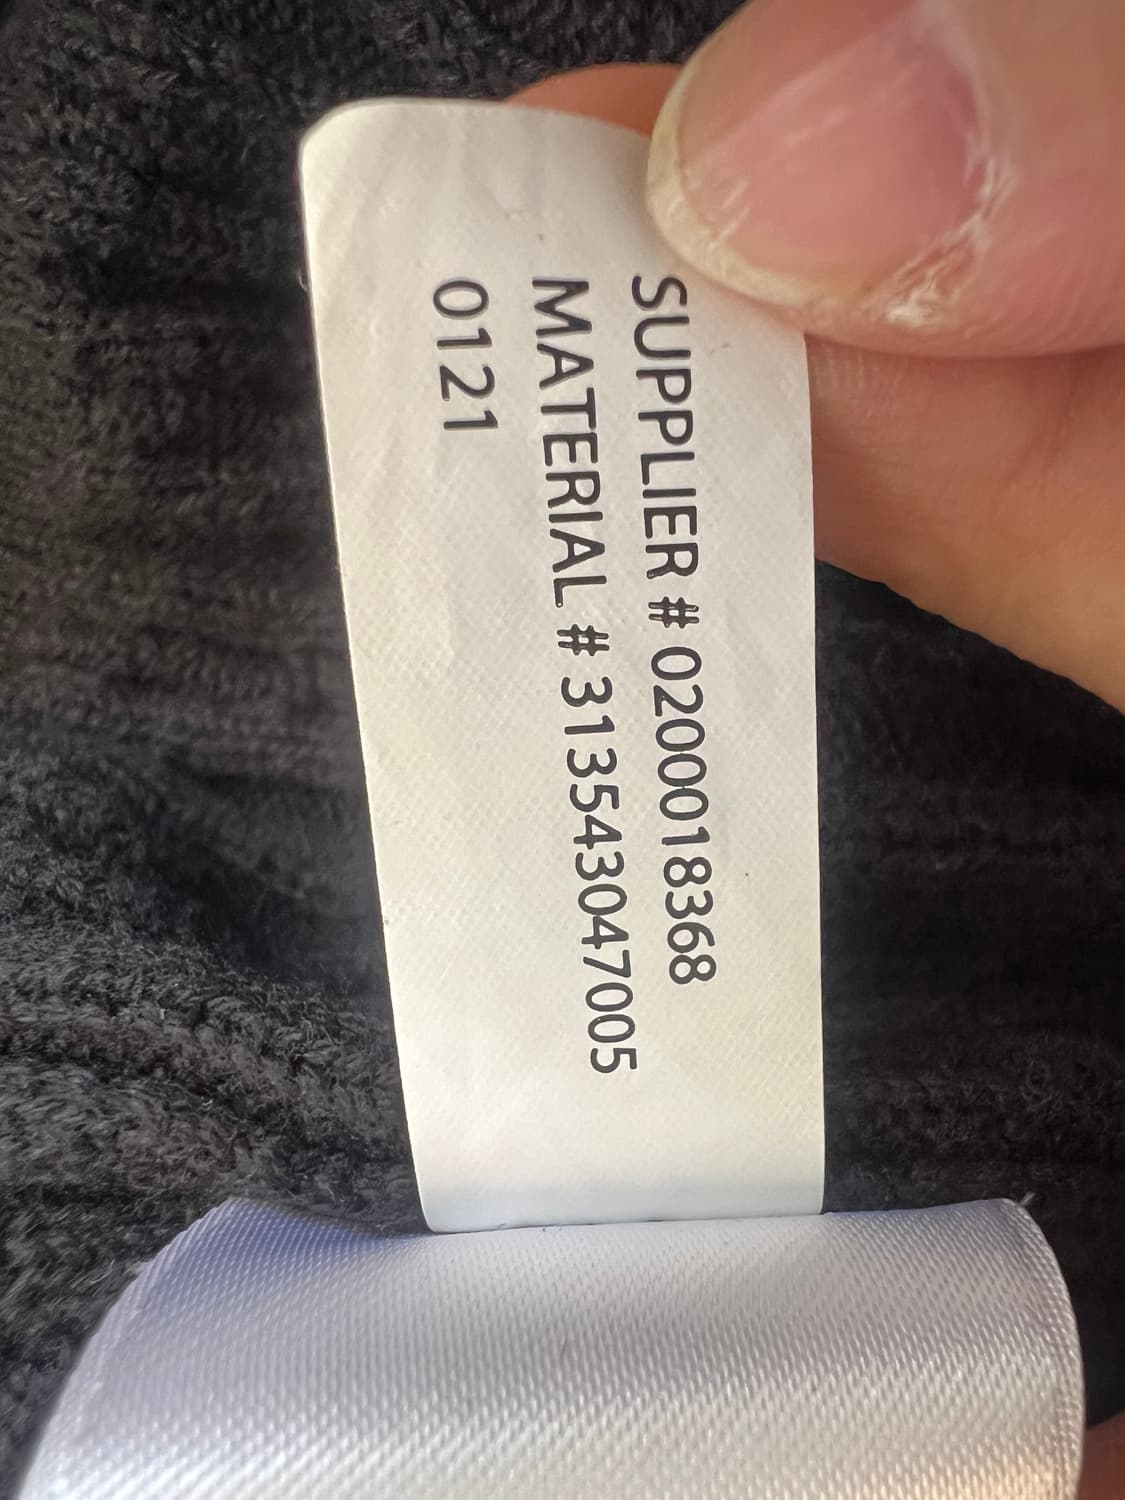 SUPPLIER # 0200018368
MATERIAL # 313543047005
0121